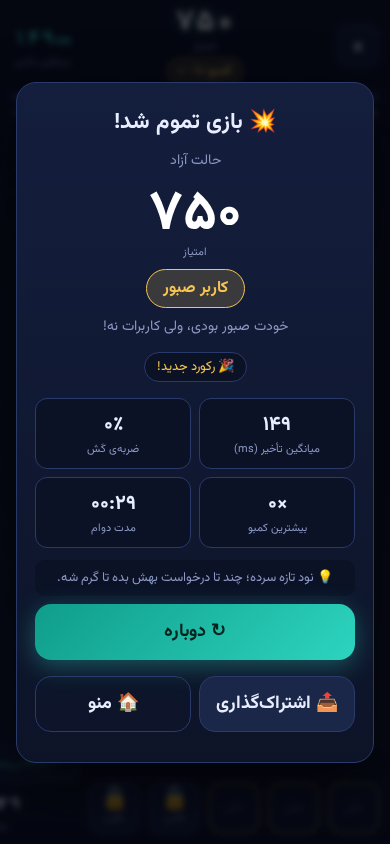 💥 بازی تموم شد!
حالت آزاد
۷۵۰
امتیاز
کاربر صبور
خودت صبور بودی، ولی کاربرات نه!
🎉 رکورد جدید!
۱۴۹
میانگین تأخیر (ms)
۰٪
ضربه‌ی کش
۰×
بیشترین کمبو
۰۰:۲۹
مدت دوام
💡 نود تازه سرده؛ چند تا درخواست بهش بده تا گرم شه.
↻ دوباره
📤 اشتراک‌گذاری
🏠 منو